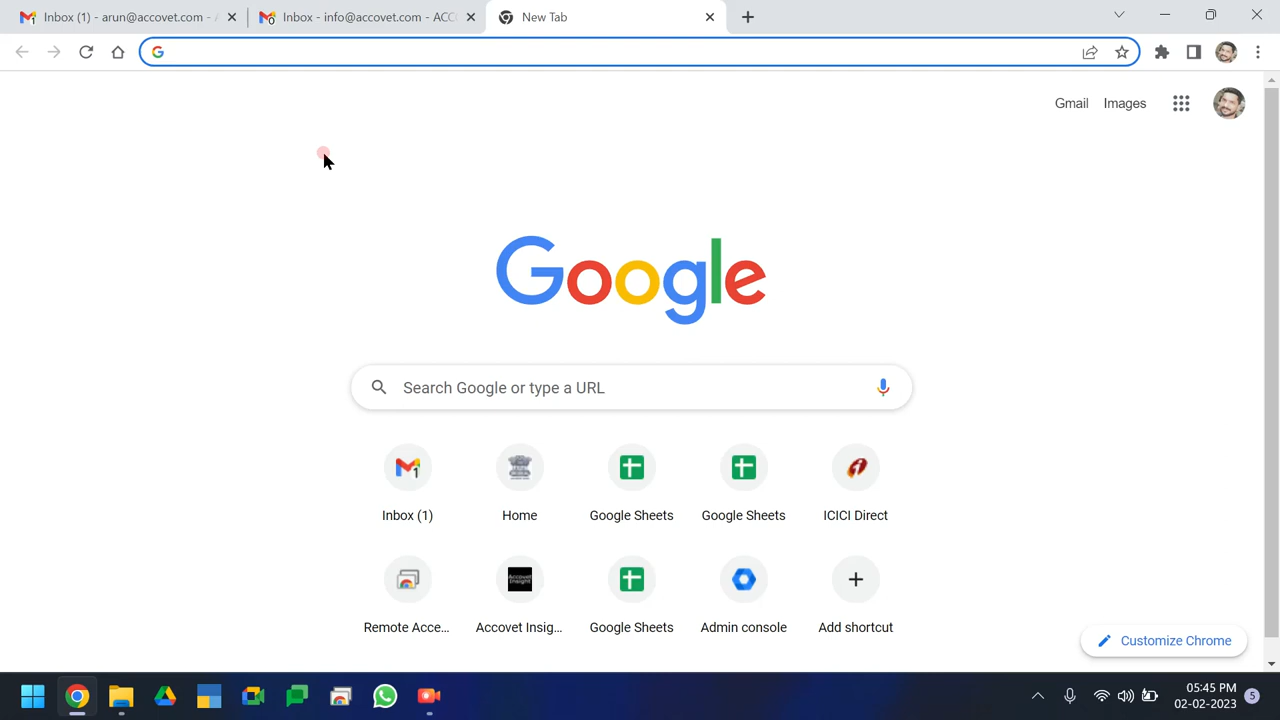 Inbox (1) - arun@accovet.com -
Inbox - info@accovet.com - ACC
New Tab
Gmail
Images
Google
Search Google or type a URL
Inbox (1)
Home
Google Sheets
Google Sheets
ICICI Direct
Remote Acce...
Accovet Insig...
Google Sheets
Admin console
Add shortcut
Customize Chrome
05:45 PM
02-02-2023
5